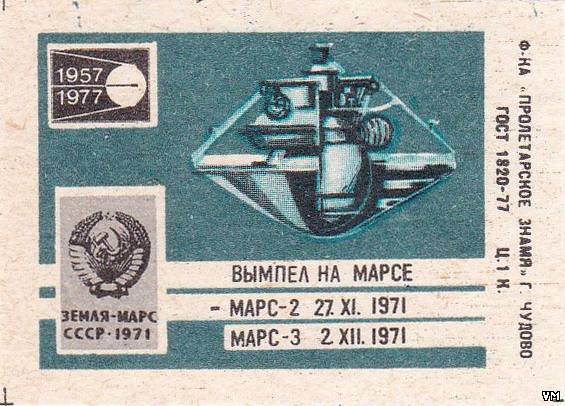 1957
1977
ВЫМПЕЛ НА МАРСЕ
- МАРС-2 27. XI. 1971
МАРС-3 2. XII. 1971
ЗЕМЛЯ-МАРС
СССР·1971
Ф-КА „ПРОЛЕТАРСКОЕ ЗНАМЯ" Г. ЧУДОВО
ГОСТ 1820-77 Ц. 1 К.
VM.